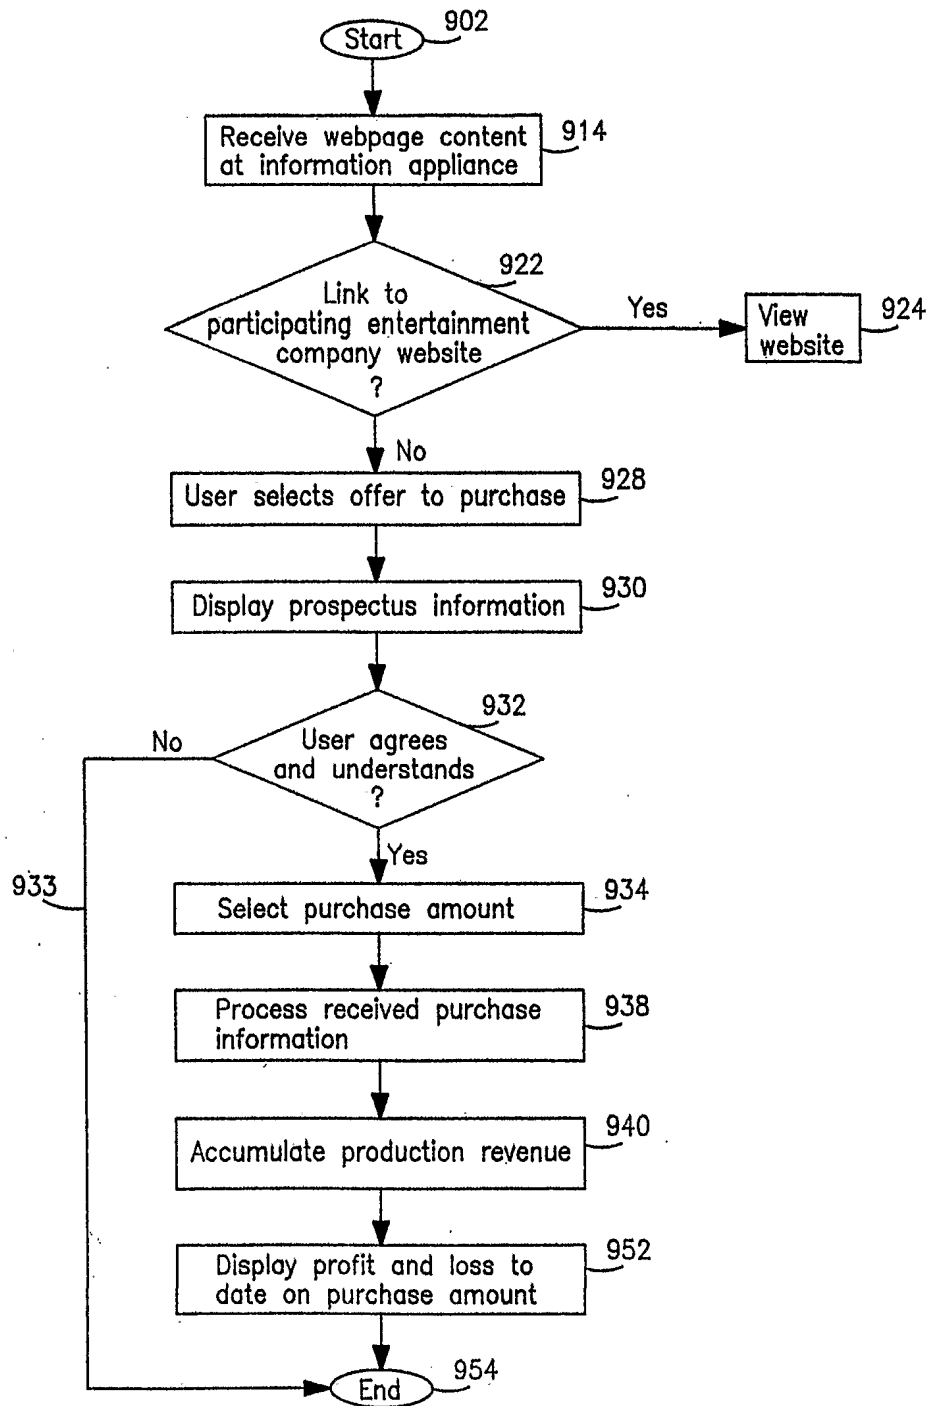 Start
902
Receive webpage content
at information appliance
914
922
Link to
participating entertainment
company website
?
Yes
View
website
924
No
User selects offer to purchase
928
Display prospectus information
930
932
User agrees
and understands
?
No
Yes
933
Select purchase amount
934
Process received purchase
information
938
Accumulate production revenue
940
Display profit and loss to
date on purchase amount
952
End
954